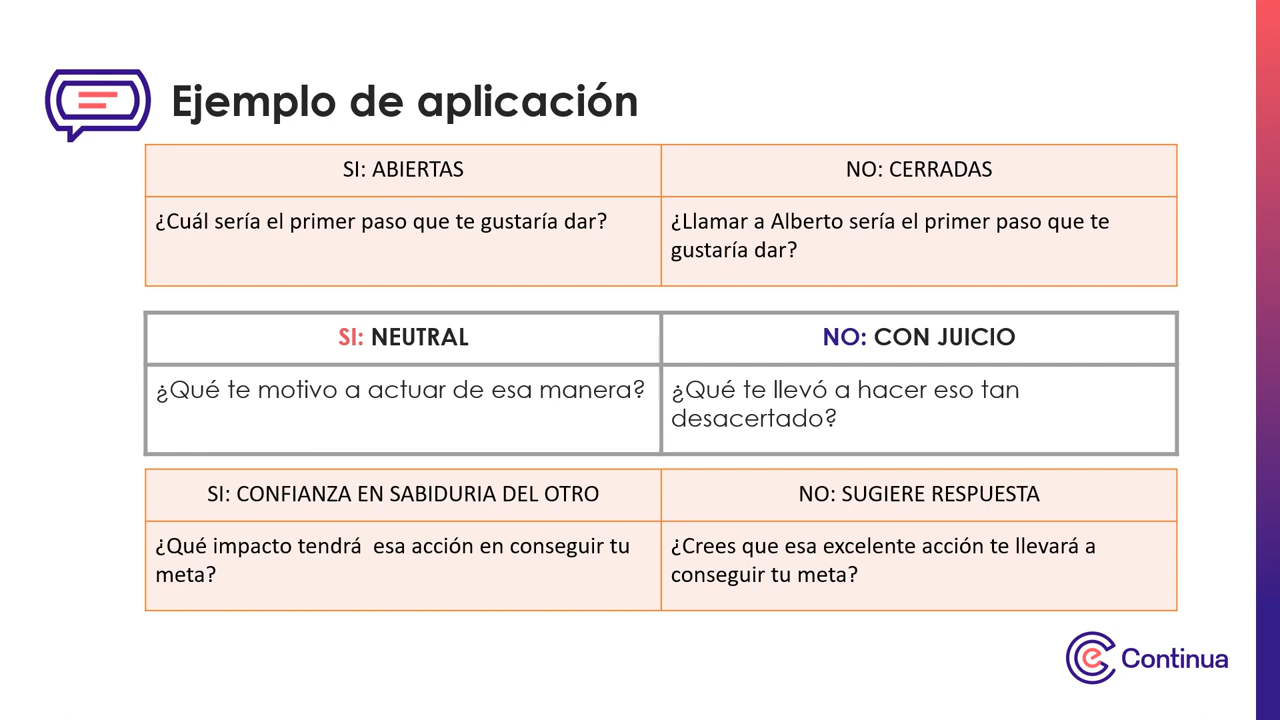 Ejemplo de aplicación
SI: ABIERTAS
NO: CERRADAS
¿Cuál sería el primer paso que te gustaría dar?
¿Llamar a Alberto sería el primer paso que te
gustaría dar?
SI: NEUTRAL
NO: CON JUICIO
¿Qué te motivo a actuar de esa manera?
¿Qué te llevó a hacer eso tan
desacertado?
SI: CONFIANZA EN SABIDURIA DEL OTRO
NO: SUGIERE RESPUESTA
¿Qué impacto tendrá  esa acción en conseguir tu
meta?
¿Crees que esa excelente acción te llevará a
conseguir tu meta?
Continua